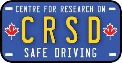 CENTRE FOR RESEARCH ON
CRSD
SAFE DRIVING